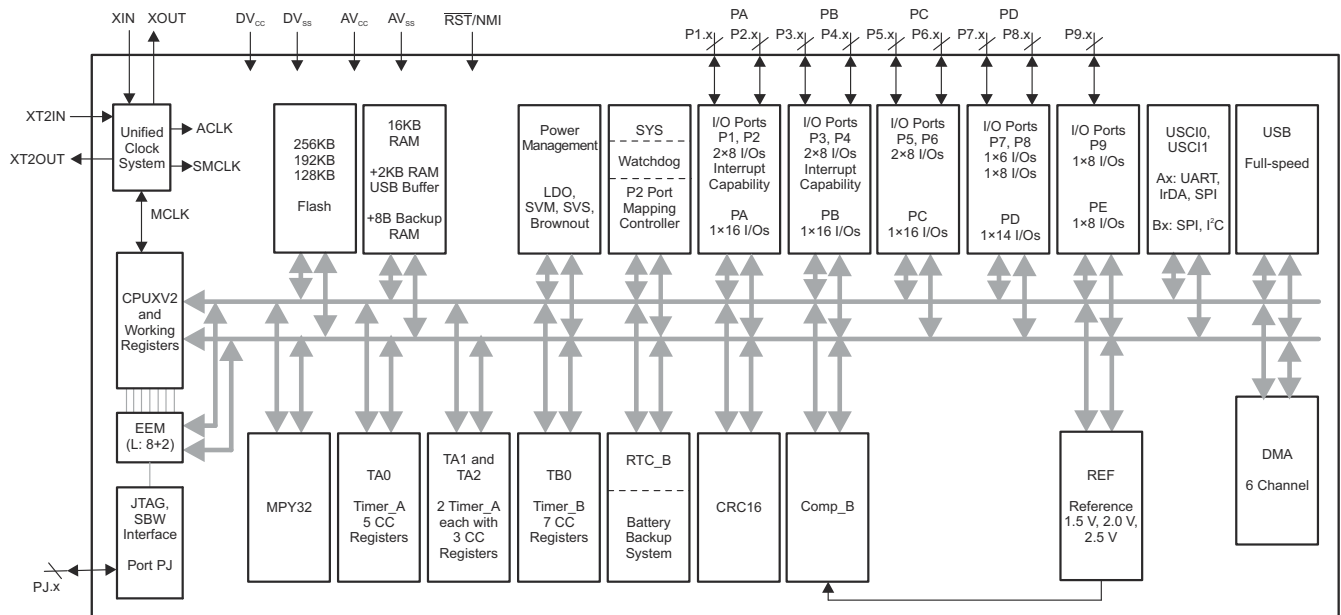 XIN XOUT DVCC DVSS AVCC AVSS RST/NMI
PA PB PC PD
P1.x P2.x P3.x P4.x P5.x P6.x P7.x P8.x P9.x
XT2IN
XT2OUT
Unified
Clock
System
ACLK
SMCLK
MCLK
256KB
192KB
128KB
Flash
16KB
RAM
+2KB RAM
USB Buffer
+8B Backup
RAM
Power
Management
LDO,
SVM, SVS,
Brownout
SYS
Watchdog
P2 Port
Mapping
Controller
I/O Ports
P1, P2
2×8 I/Os
Interrupt
Capability
PA
1×16 I/Os
I/O Ports
P3, P4
2×8 I/Os
Interrupt
Capability
PB
1×16 I/Os
I/O Ports
P5, P6
2×8 I/Os
PC
1×16 I/Os
I/O Ports
P7, P8
1×6 I/Os
1×8 I/Os
PD
1×14 I/Os
I/O Ports
P9
1×8 I/Os
PE
1×8 I/Os
USCI0,
USCI1
Ax: UART,
IrDA, SPI
Bx: SPI, I²C
USB
Full-speed
CPUXV2
and
Working
Registers
EEM
(L: 8+2)
JTAG,
SBW
Interface
Port PJ
PJ.x
MPY32
TA0
Timer_A
5 CC
Registers
TA1 and
TA2
2 Timer_A
each with
3 CC
Registers
TB0
Timer_B
7 CC
Registers
RTC_B
Battery
Backup
System
CRC16
Comp_B
REF
Reference
1.5 V, 2.0 V,
2.5 V
DMA
6 Channel